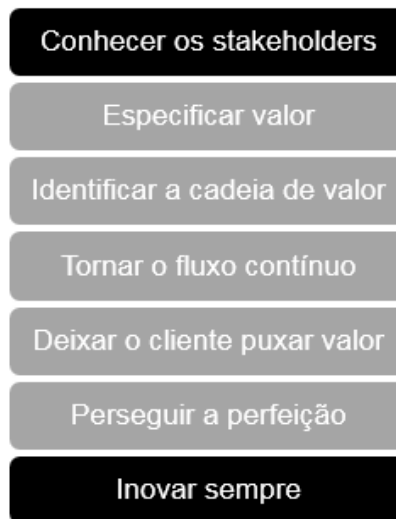 Conhecer os stakeholders
Especificar valor
Identificar a cadeia de valor
Tornar o fluxo contínuo
Deixar o cliente puxar valor
Perseguir a perfeição
Inovar sempre